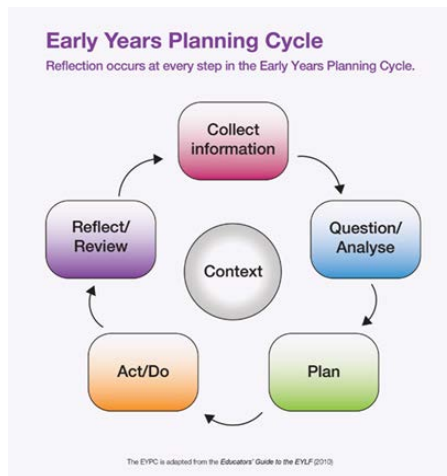 Early Years Planning Cycle
Reflection occurs at every step in the Early Years Planning Cycle.
Collect
information
Question/
Analyse
Plan
Act/Do
Reflect/
Review
Context
The EYPC is adapted from the Educators' Guide to the EYLF (2010)